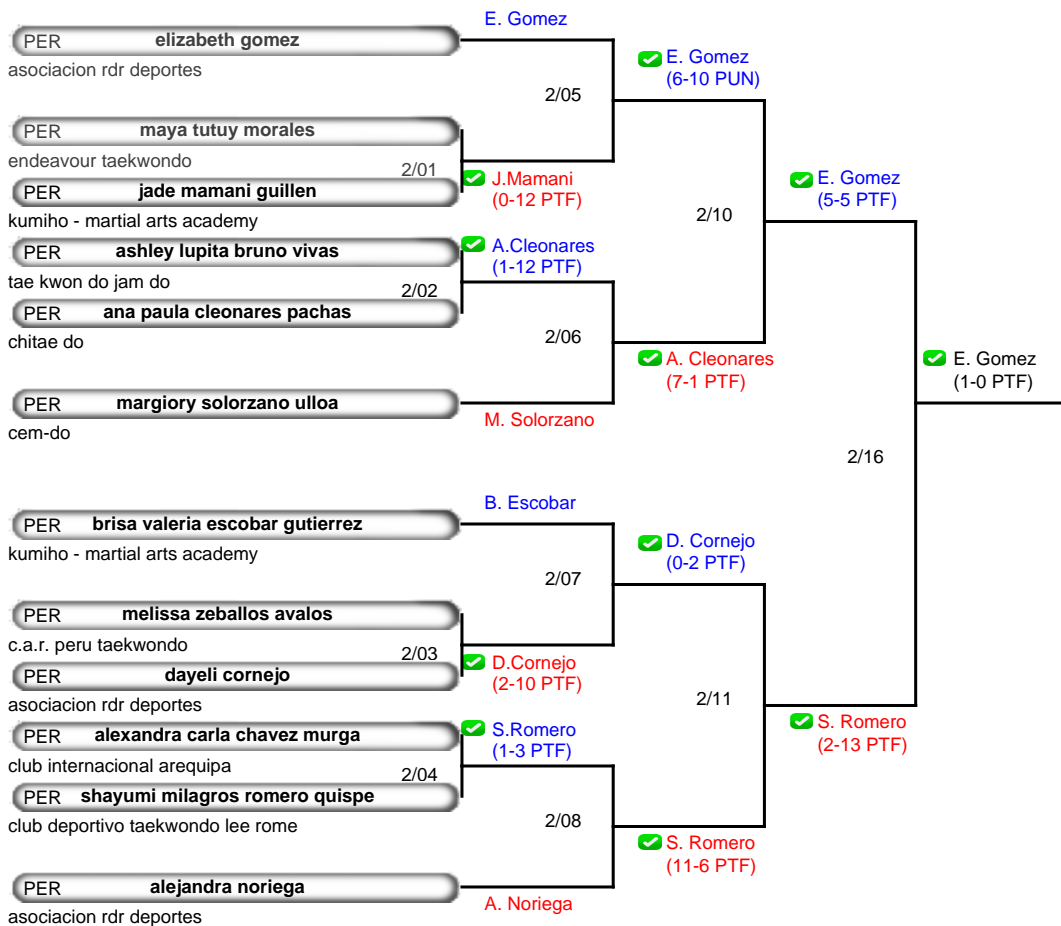 E. Gomez
PER elizabeth gomez
asociacion rdr deportes
E. Gomez
(6-10 PUN)
2/05
PER maya tutuy morales
endeavour taekwondo
2/01
J.Mamani
(0-12 PTF)
PER jade mamani guillen
kumiho - martial arts academy
E. Gomez
(5-5 PTF)
2/10
PER ashley lupita bruno vivas
tae kwon do jam do
A.Cleonares
(1-12 PTF)
2/02
PER ana paula cleonares pachas
chitae do
2/06
A. Cleonares
(7-1 PTF)
E. Gomez
(1-0 PTF)
PER margiory solorzano ulloa
cem-do
M. Solorzano
2/16
B. Escobar
PER brisa valeria escobar gutierrez
kumiho - martial arts academy
D. Cornejo
(0-2 PTF)
2/07
PER melissa zeballos avalos
c.a.r. peru taekwondo
2/03
D.Cornejo
(2-10 PTF)
PER dayeli cornejo
asociacion rdr deportes
2/11
S. Romero
(2-13 PTF)
PER alexandra carla chavez murga
club internacional arequipa
S.Romero
(1-3 PTF)
2/04
PER shayumi milagros romero quispe
club deportivo taekwondo lee rome
2/08
S. Romero
(11-6 PTF)
PER alejandra noriega
asociacion rdr deportes
A. Noriega